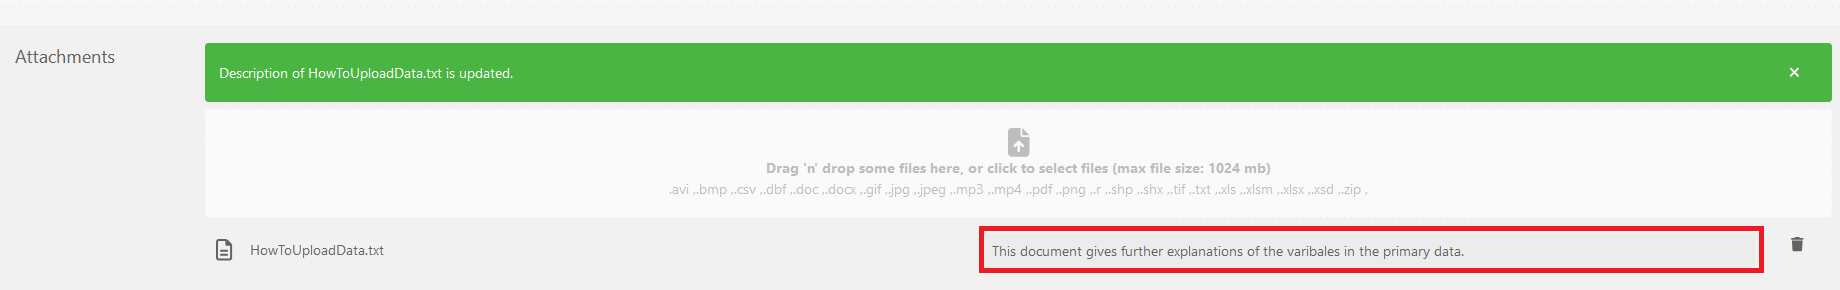 Attachments
Description of HowToUploadData.txt is updated.
Drag 'n' drop some files here, or click to select files (max file size: 1024 mb)
.avi ,.bmp ,.csv ,.dbf ,.doc ,.docx ,.gif ,.jpg ,.jpeg ,.mp3 ,.mp4 ,.pdf ,.png ,.r ,.shp ,.shx ,.tif ,.txt ,.xls ,.xlsm ,.xlsx ,.xsd ,.zip ,
HowToUploadData.txt
This document gives further explanations of the varibales in the primary data.